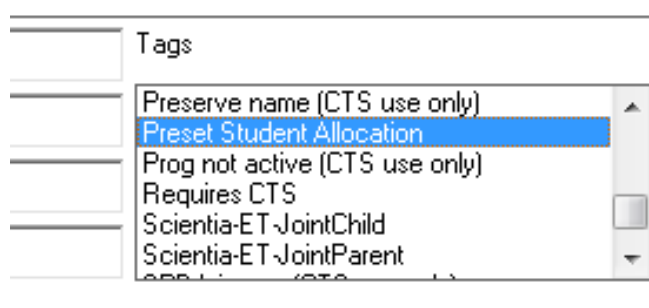 Tags
Preserve name (CTS use only)
Preset Student Allocation
Prog not active (CTS use only)
Requires CTS
Scientia-ET-JointChild
Scientia-ET-JointParent